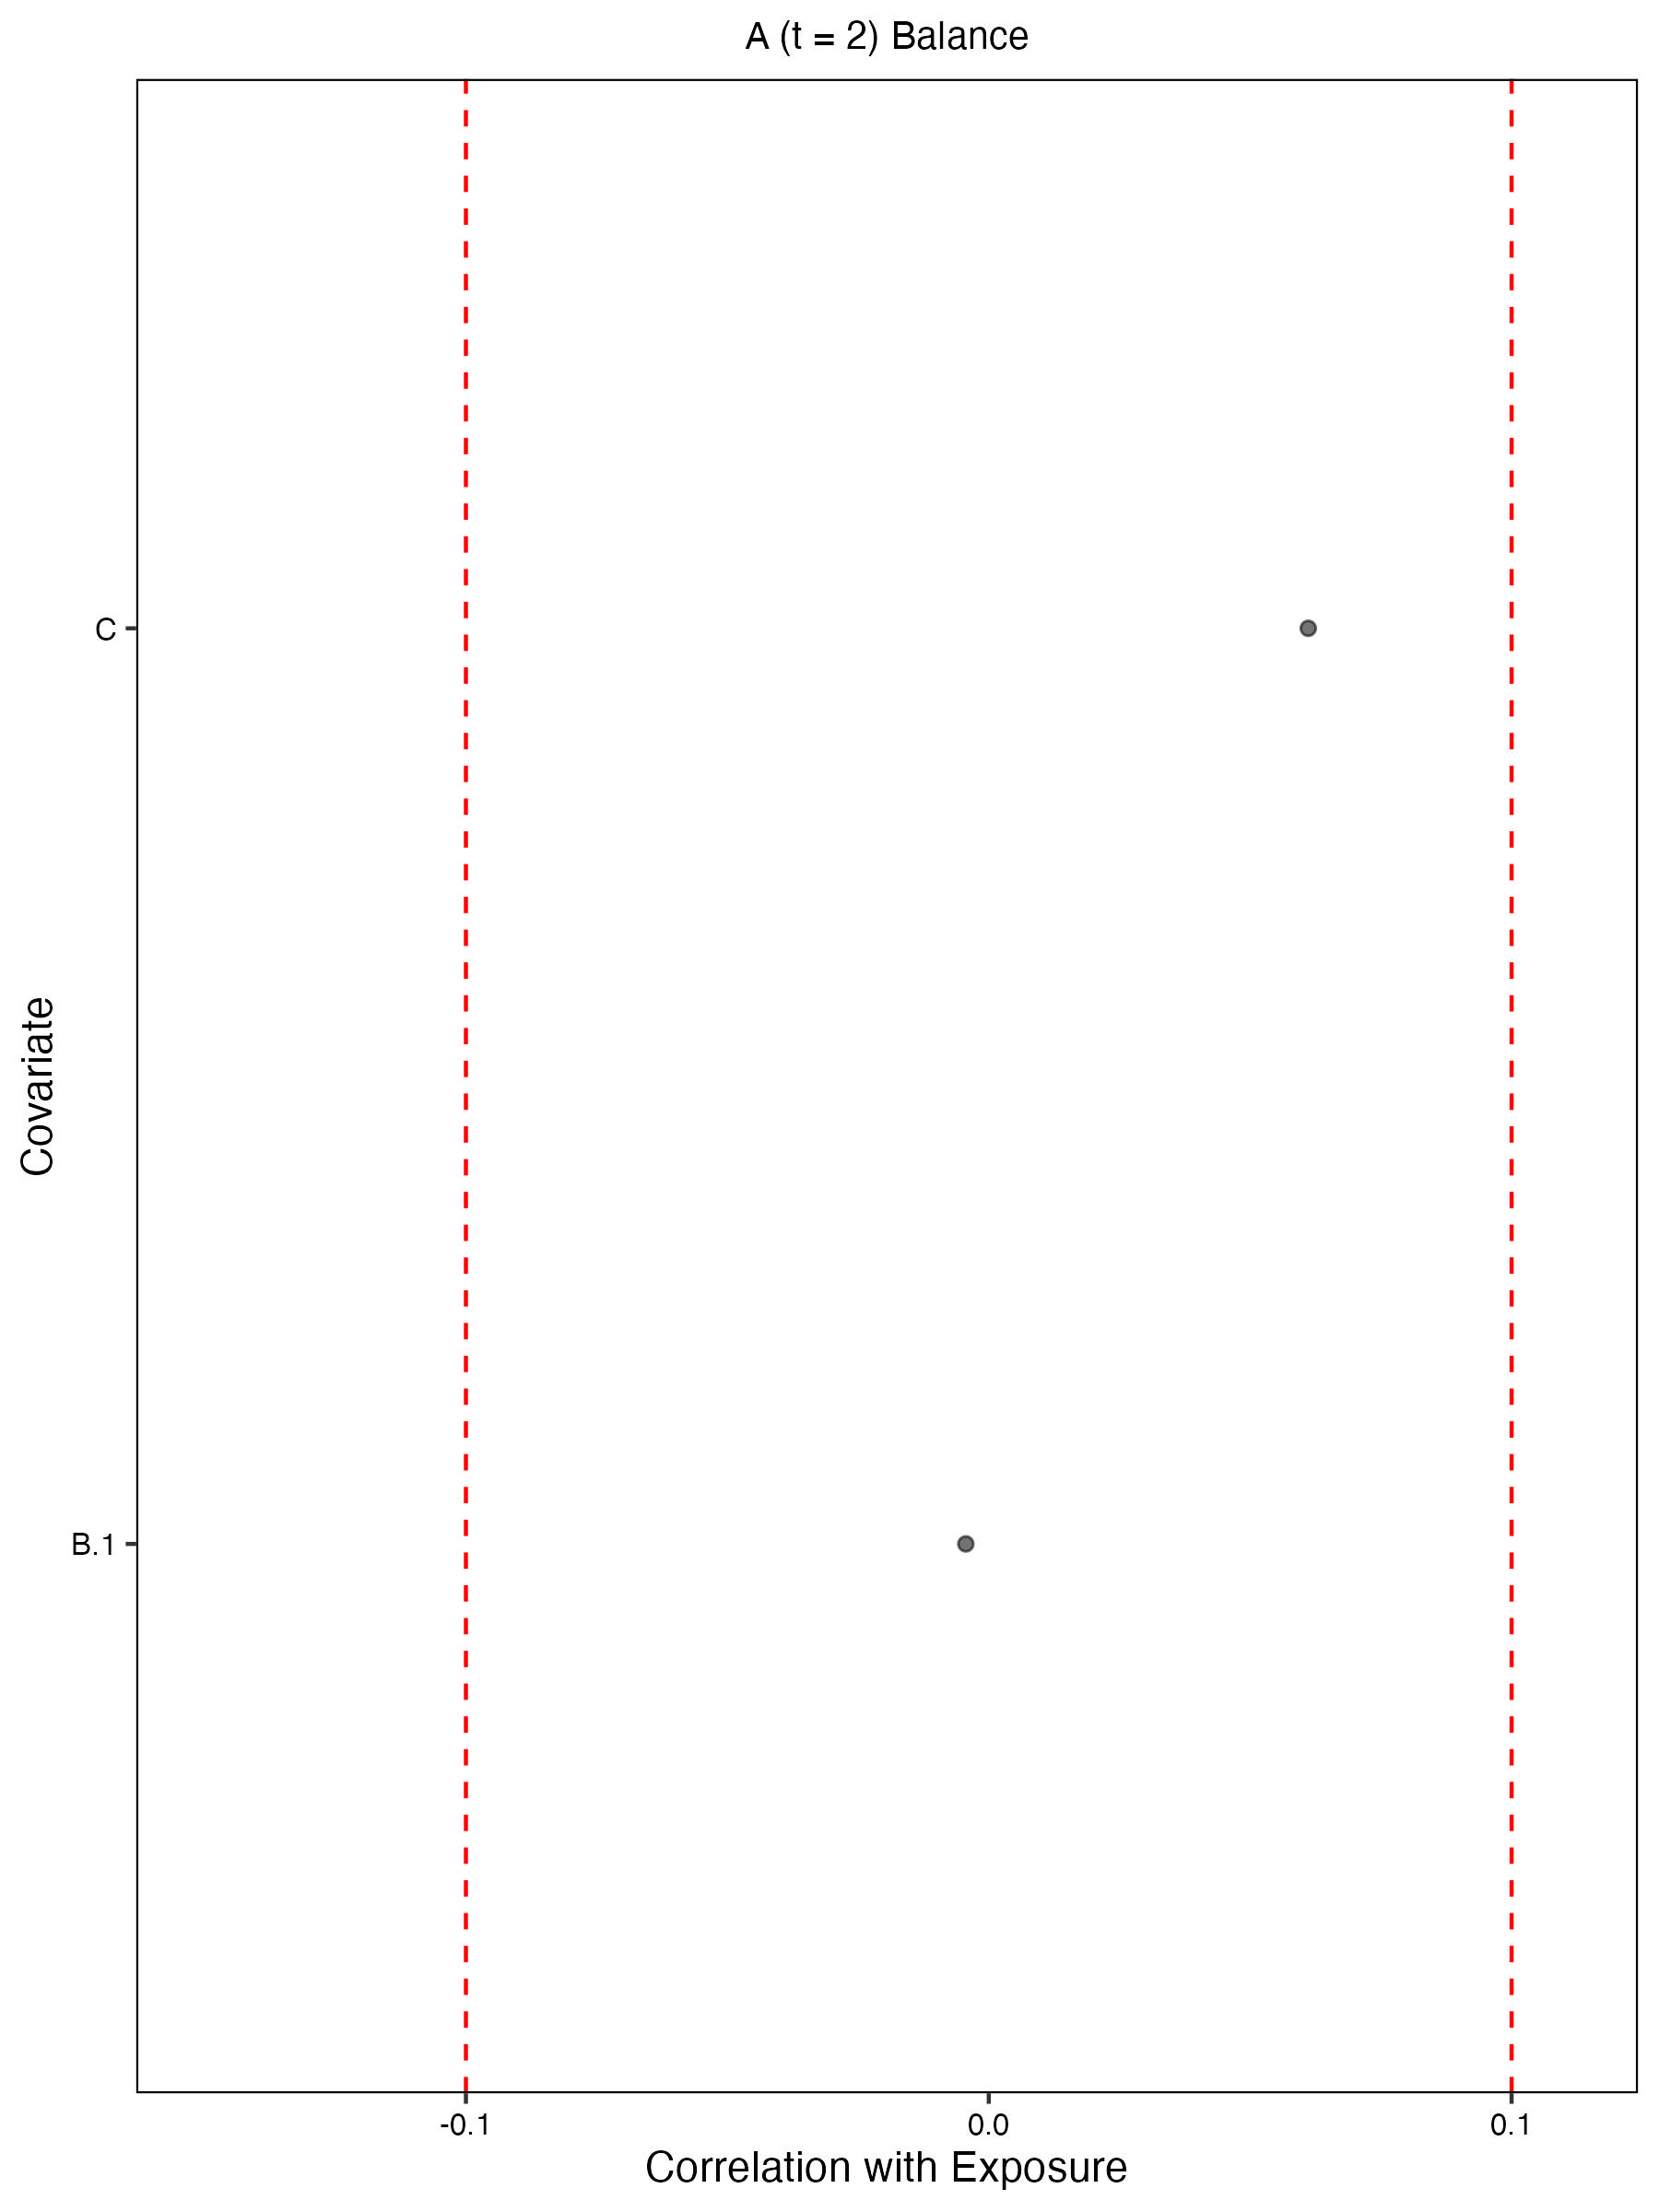 A (t = 2) Balance
Covariate
C
B.1
-0.1
0.0
0.1
Correlation with Exposure